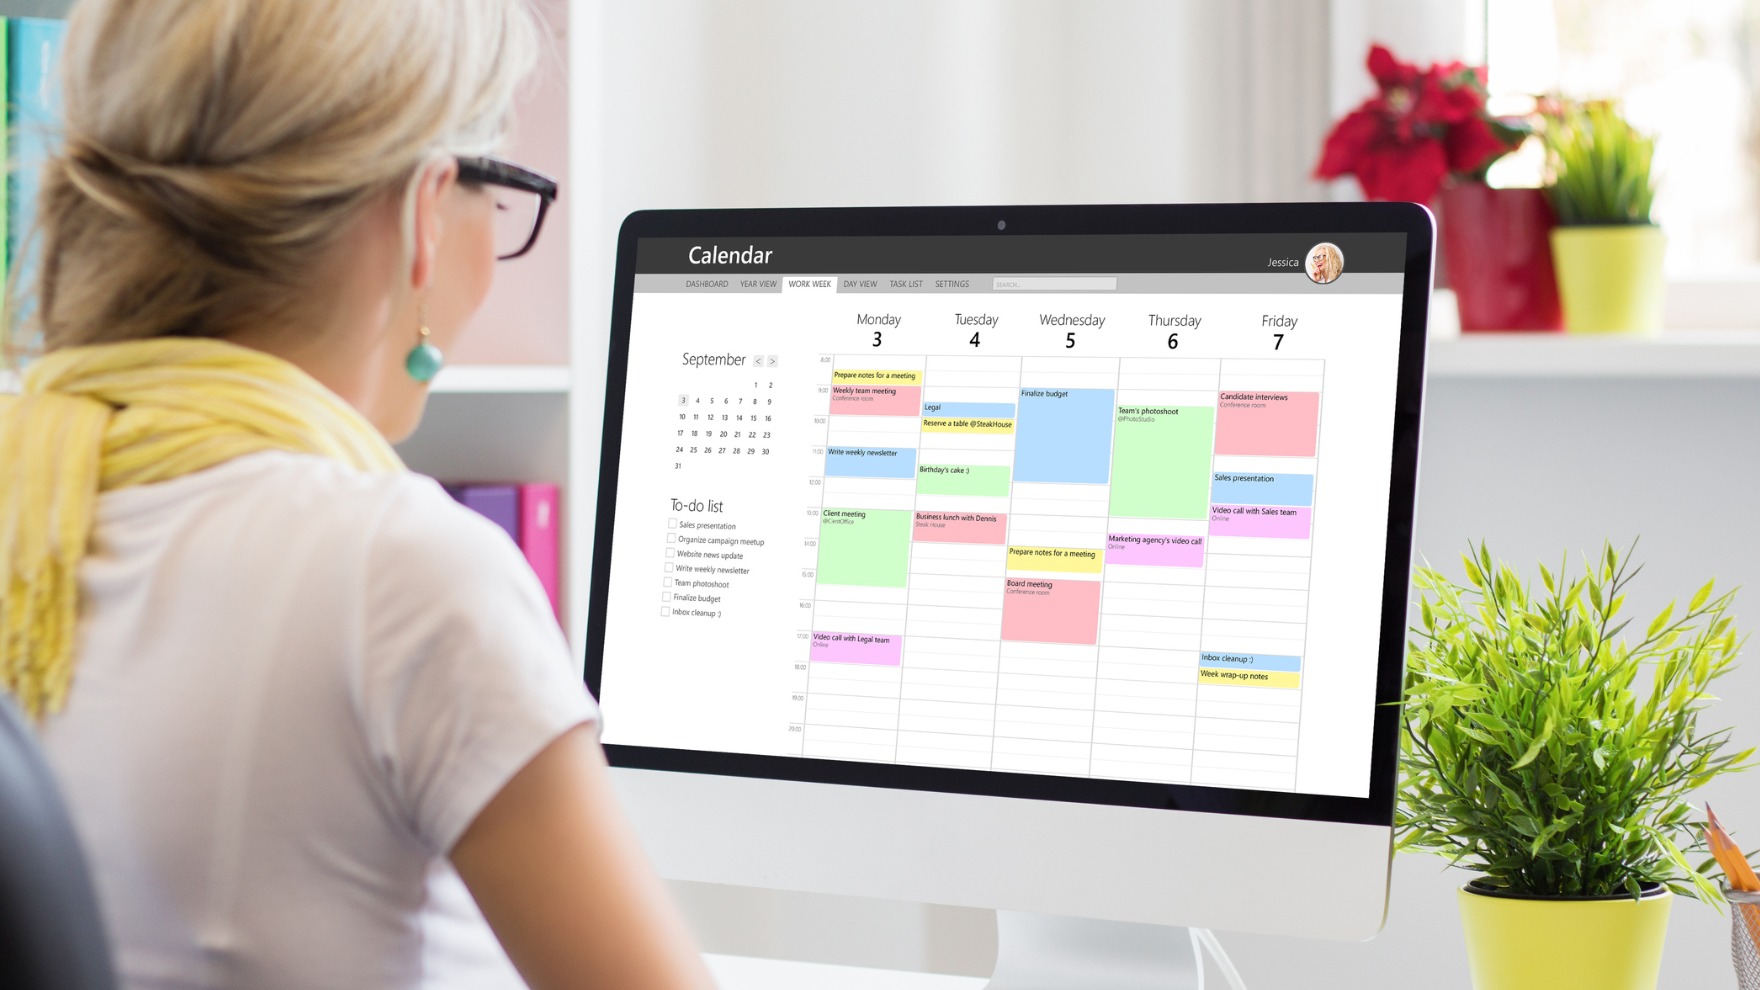 Calendar
Jessica
DASHBOARD YEAR VIEW WORK WEEK DAY VIEW TASK LIST SETTINGS SEARCH...
Monday Tuesday Wednesday Thursday Friday
3 4 5 6 7
September < >
1 2
3 4 5 6 7 8 9
10 11 12 13 14 15 16
17 18 19 20 21 22 23
24 25 26 27 28 29 30
31
To-do list
Sales presentation
Organize campaign meetup
Website news update
Write weekly newsletter
Team photoshoot
Finalize budget
Inbox cleanup :)
8:00
9:00
10:00
11:00
12:00
13:00
14:00
15:00
16:00
17:00
18:00
19:00
20:00
Prepare notes for a meeting
Weekly team meeting
Conference room
Write weekly newsletter
Client meeting
@ClientOffice
Video call with Legal team
Online
Legal
Reserve a table @SteakHouse
Birthday's cake :)
Business lunch with Dennis
Steak House
Finalize budget
Prepare notes for a meeting
Board meeting
Conference room
Team's photoshoot
@PhotoStudio
Marketing agency's video call
Online
Candidate interviews
Conference room
Sales presentation
Video call with Sales team
Online
Inbox cleanup :)
Week wrap-up notes